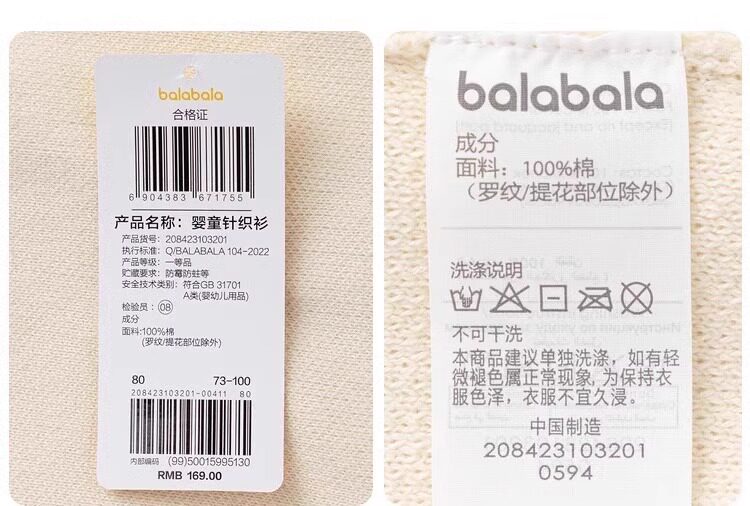 balabala
合格证
6 904383 671755
产品名称：婴童针织衫
产品货号：208423103201
执行标准：Q/BALABALA 104-2022
产品等级：一等品
贮藏要求：防霉防蛀等
安全技术类别：符合GB 31701
A类(婴幼儿用品)
检验员：08
成分
面料:100%棉
(罗纹/提花部位除外)
80 73-100
208423103201-00411 80
内部编码 (99)50015995130
RMB 169.00
balabala
成分
面料：100%棉
（罗纹/提花部位除外）
洗涤说明
不可干洗
本商品建议单独洗涤，如有轻
微褪色属正常现象，为保持衣
服色泽，衣服不宜久浸。
中国制造
208423103201
0594